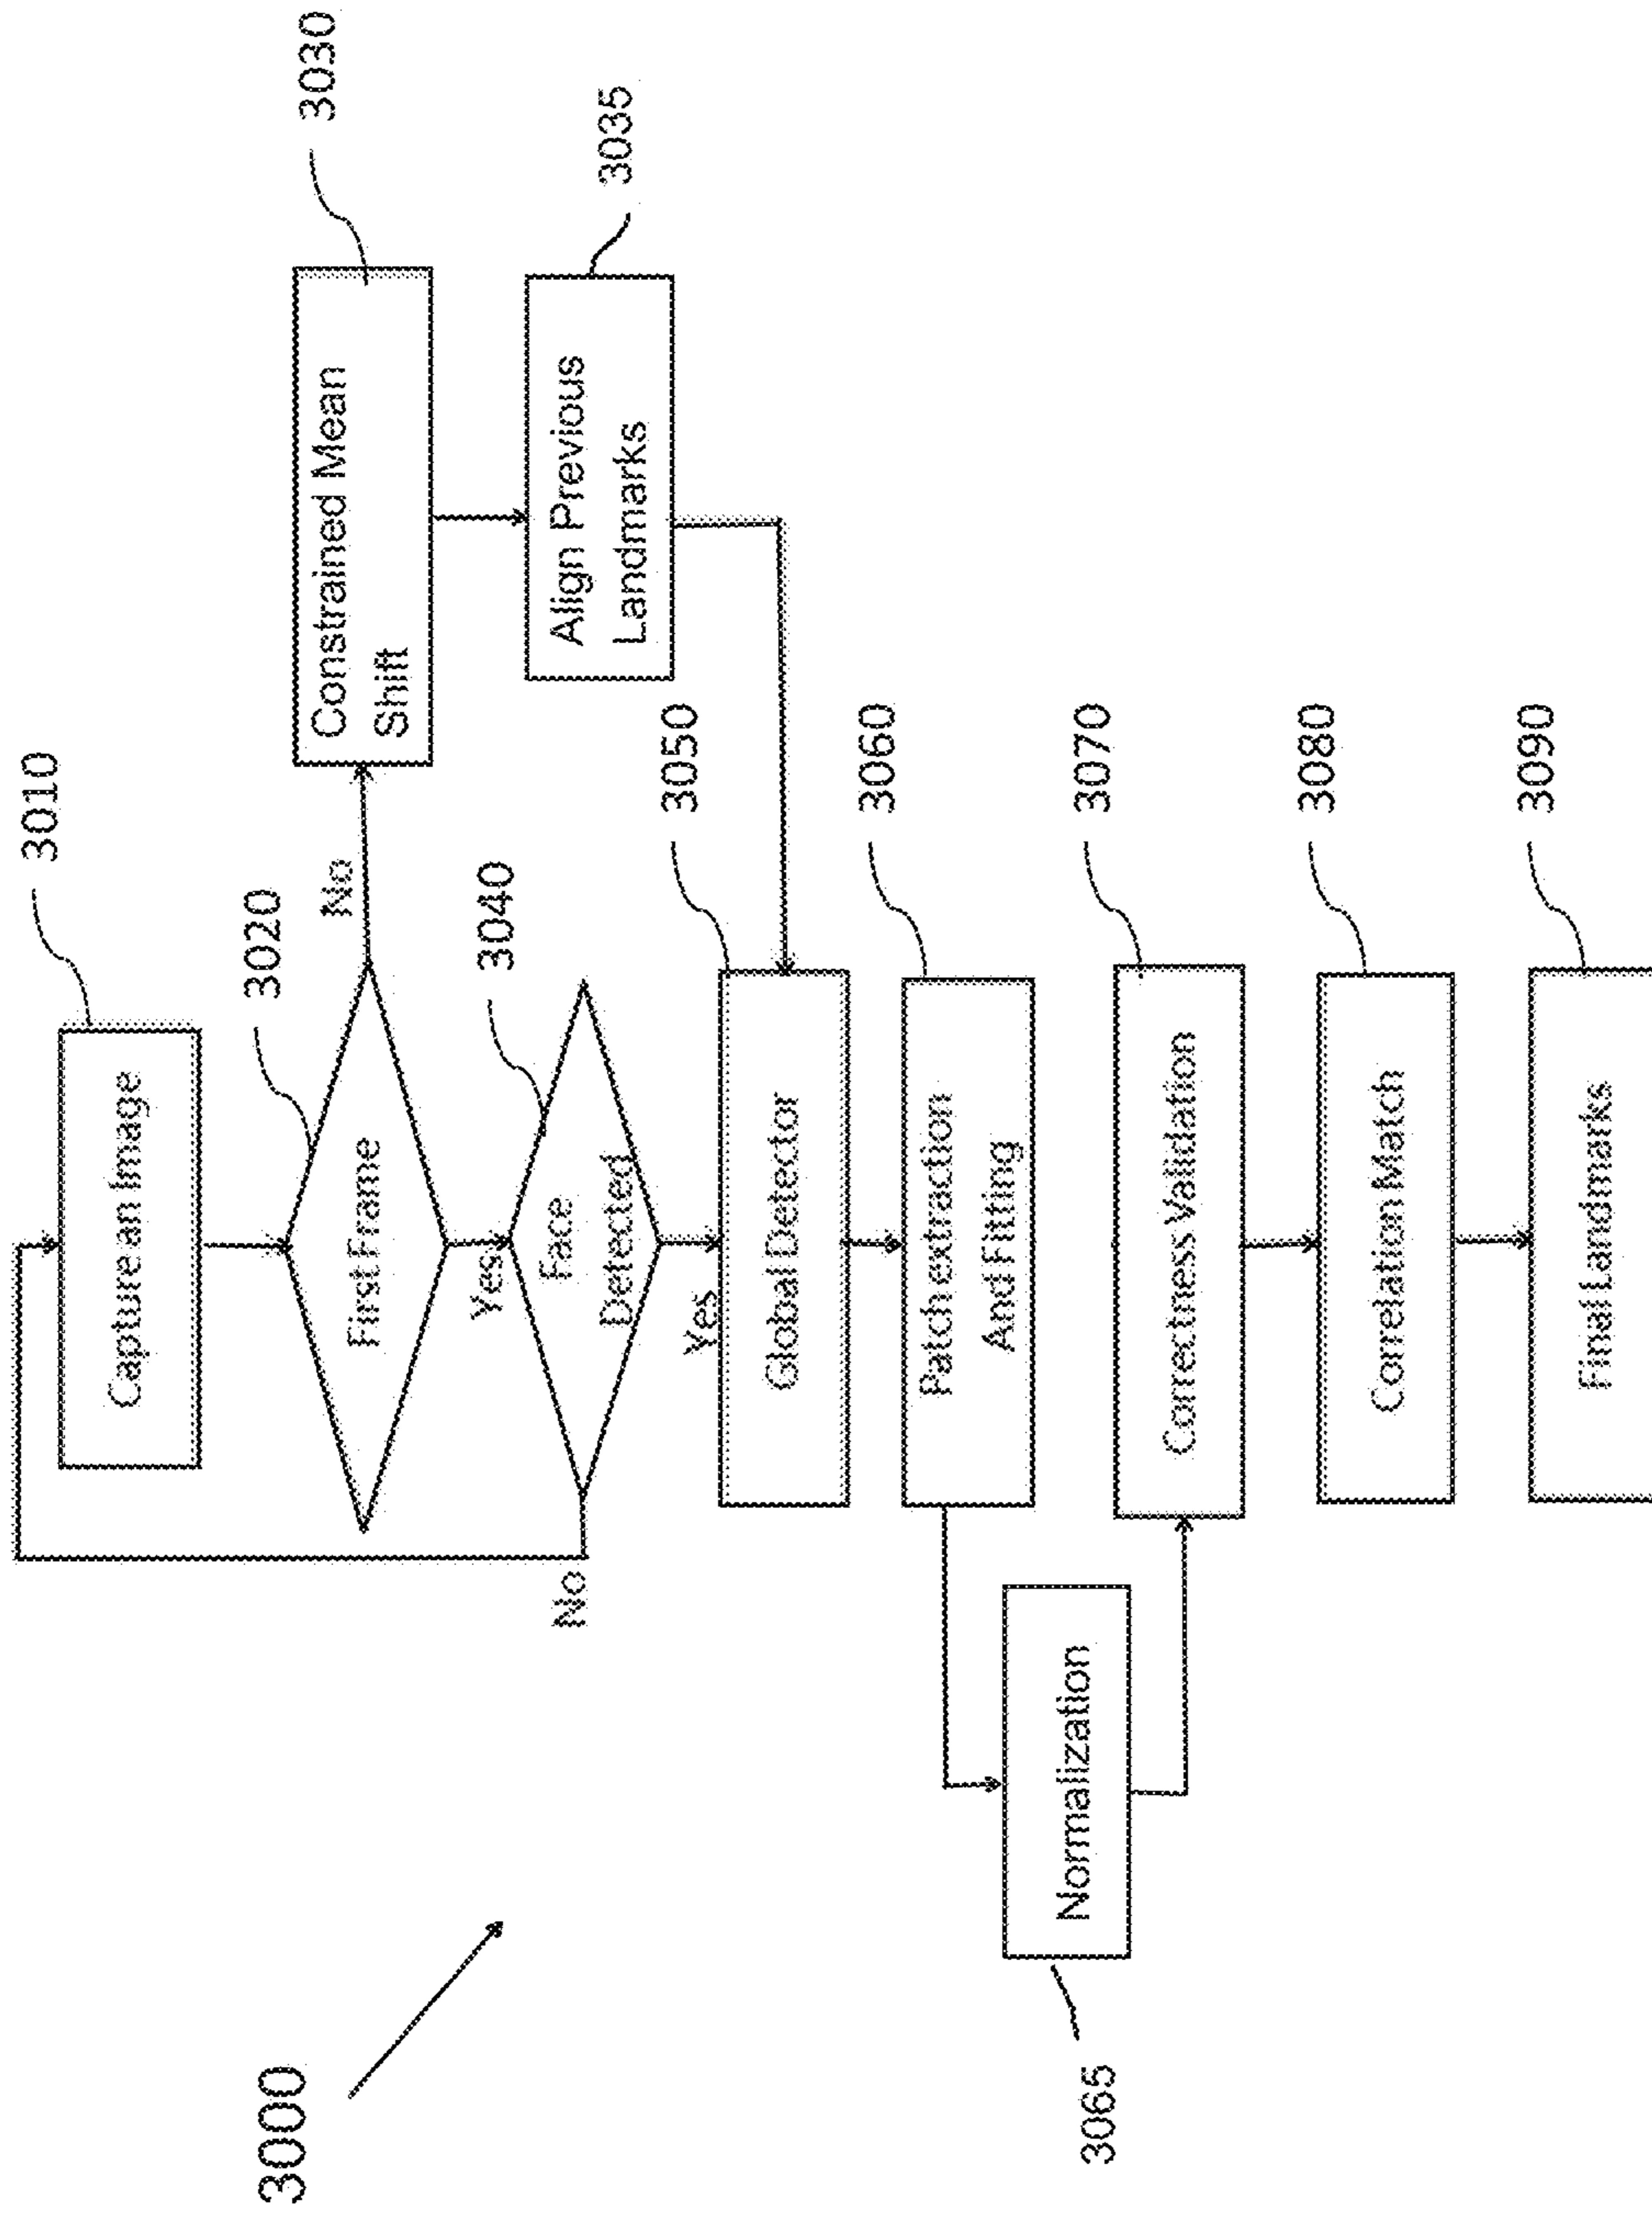 3000
3010
Capture an Image
3020
First Frame
No
3030
Constrained Mean
Shift
Yes
3040
Face
Detected
No
3035
Align Previous
Landmarks
Yes
3050
Global Detector
3060
Patch extraction
And Fitting
3065
Normalization
3070
Correctness Validation
3080
Correlation Match
3090
Final Landmarks